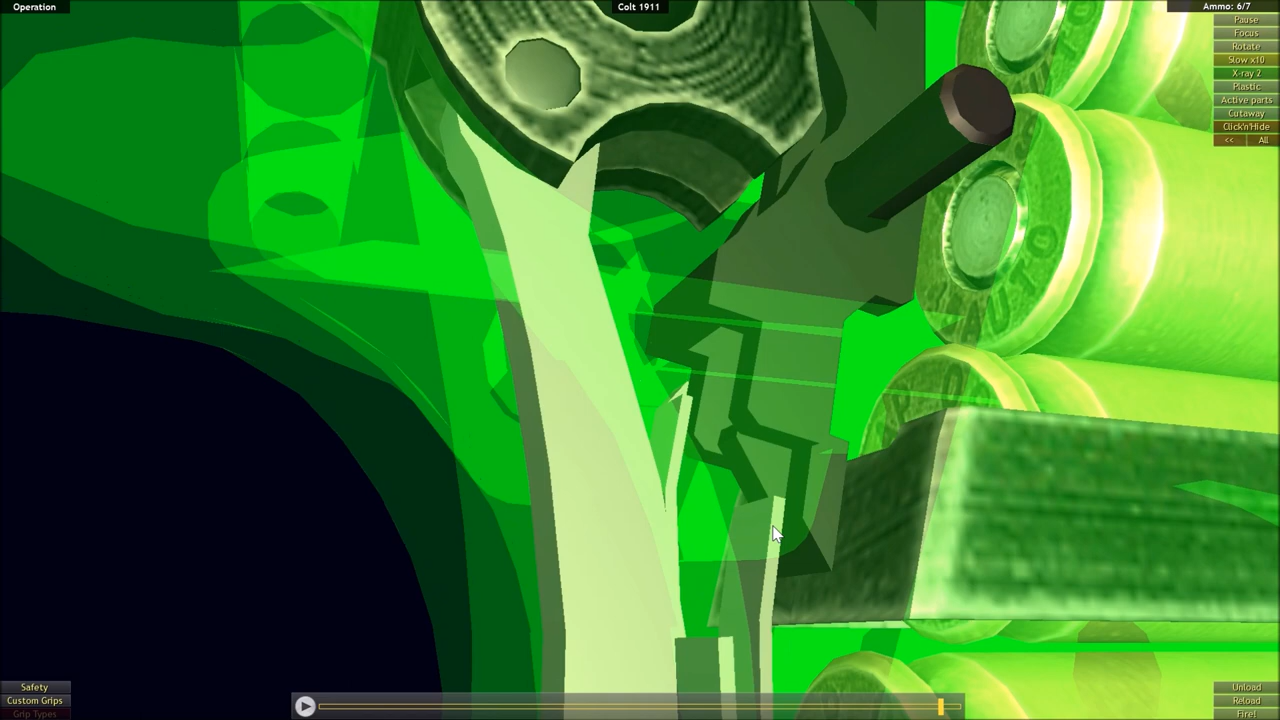 Operation
Colt 1911
Ammo: 6/7
Pause
Focus
Rotate
Slow x10
X-ray 2
Plastic
Active parts
Cutaway
Click'n'Hide
<< All
Safety
Custom Grips
Grip Types
Unload
Reload
Fire!